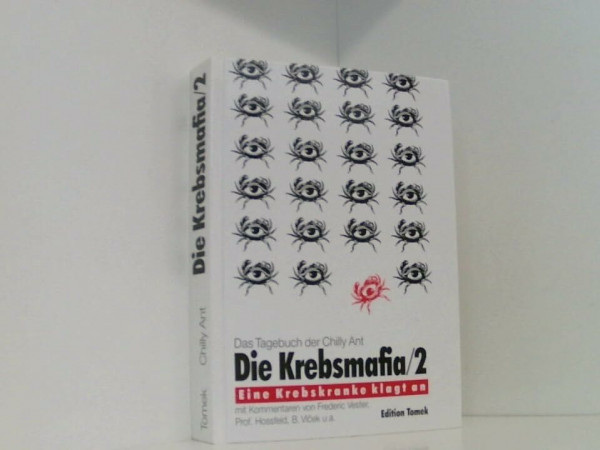 Die Krebsmafia/2
Chilly Ant
Tomek
Das Tagebuch der Chilly Ant
Die Krebsmafia/2
Eine Krebskranke klagt an
mit Kommentaren von Frederic Vester,
Prof. Hossfeld, B. Vlček u.a.
Edition Tomek